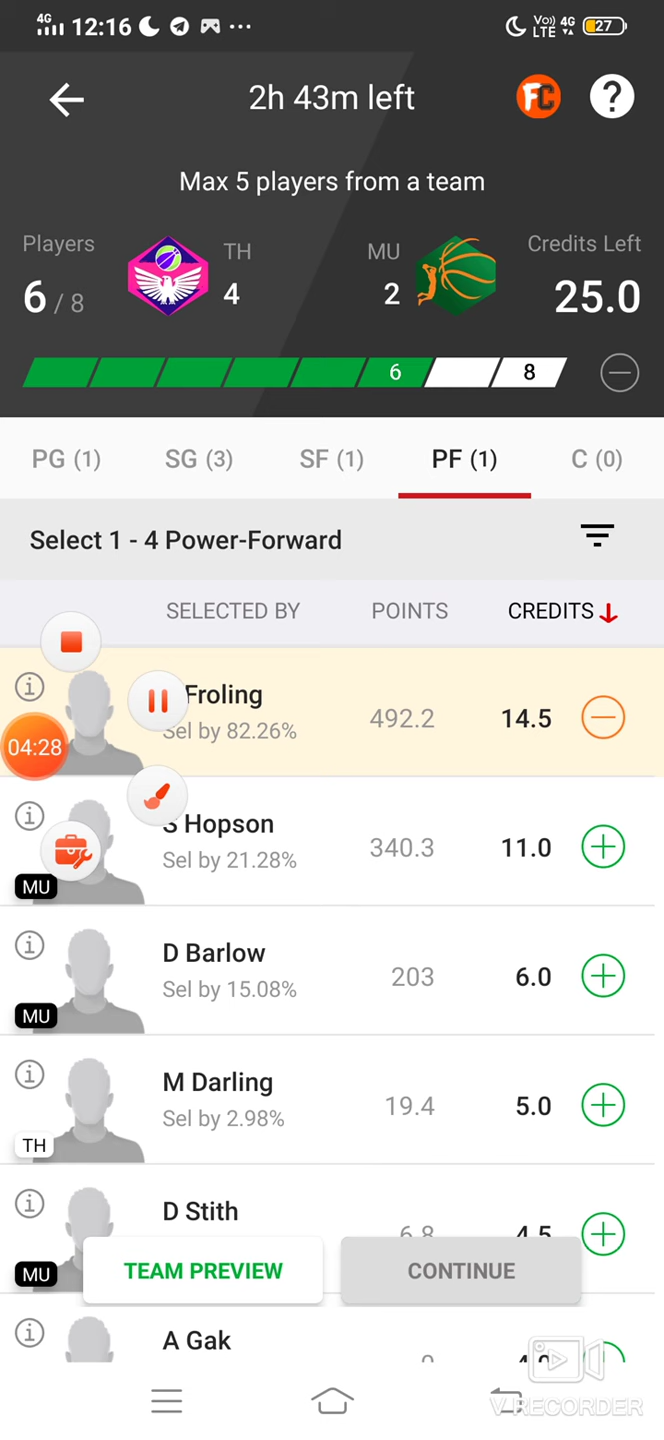 4G 12:16 ... Vo)) LTE 4G 27
2h 43m left FC ?
Max 5 players from a team
Players TH MU Credits Left
6 / 8 4 2 25.0
6 8
PG (1) SG (3) SF (1) PF (1) C (0)
Select 1 - 4 Power-Forward
SELECTED BY POINTS CREDITS
Froling
Sel by 82.26% 492.2 14.5
04:28
S Hopson
Sel by 21.28% 340.3 11.0
MU
D Barlow
Sel by 15.08% 203 6.0
MU
M Darling
Sel by 2.98% 19.4 5.0
TH
D Stith
6.8 4.5
MU
TEAM PREVIEW CONTINUE
A Gak
V RECORDER